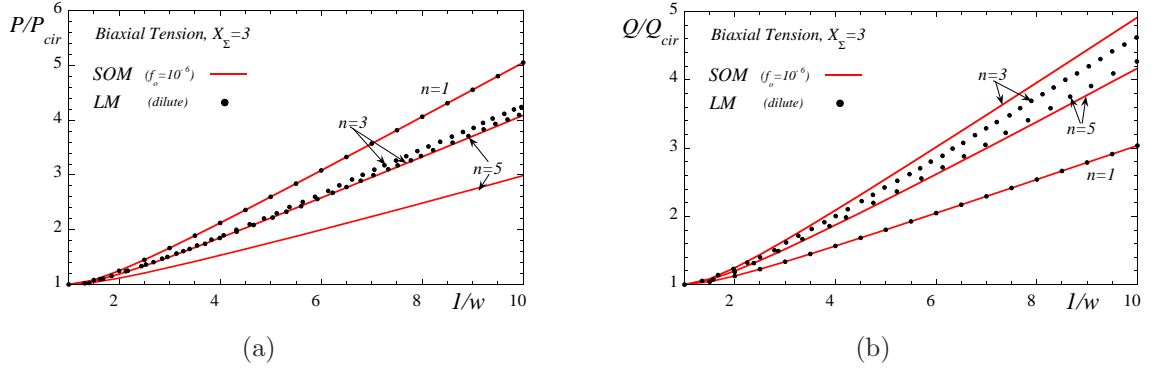 P/P_cir
6
5
4
3
2
1
Biaxial Tension, X_Σ=3
SOM (f_o=10^-6)
LM (dilute)
n=1
n=3
n=5
2 4 6 8 10
1/w
(a)
Q/Q_cir
5
4
3
2
1
Biaxial Tension, X_Σ=3
SOM (f_o=10^-6)
LM (dilute)
n=3
n=5
n=1
2 4 6 8 10
1/w
(b)